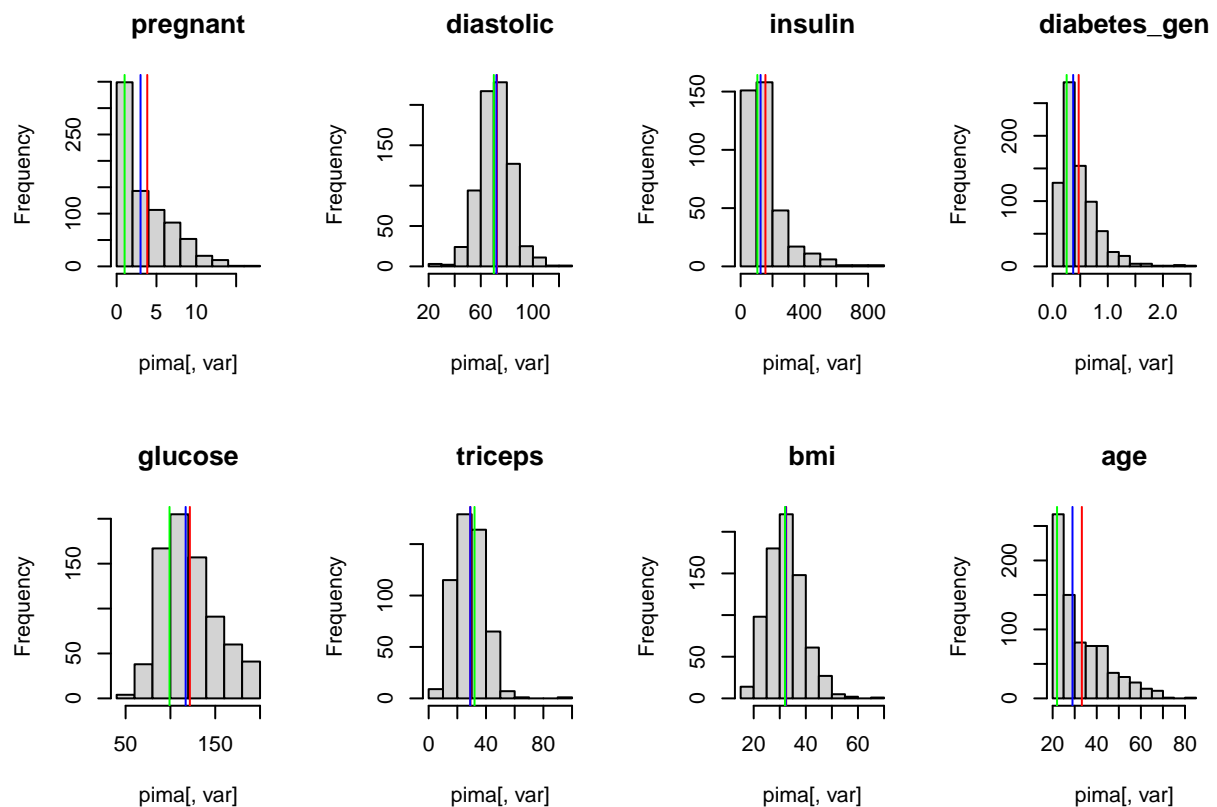 pregnant
Frequency
0 100 250
0 5 10
pima[, var]
diastolic
Frequency
0 50 150
20 60 100
pima[, var]
insulin
Frequency
0 50 100 150
0 400 800
pima[, var]
diabetes_gen
Frequency
0 100 200
0.0 1.0 2.0
pima[, var]
glucose
Frequency
0 50 150
50 150
pima[, var]
triceps
Frequency
0 50 100
0 40 80
pima[, var]
bmi
Frequency
0 50 150
20 40 60
pima[, var]
age
Frequency
0 100 200
20 40 60 80
pima[, var]